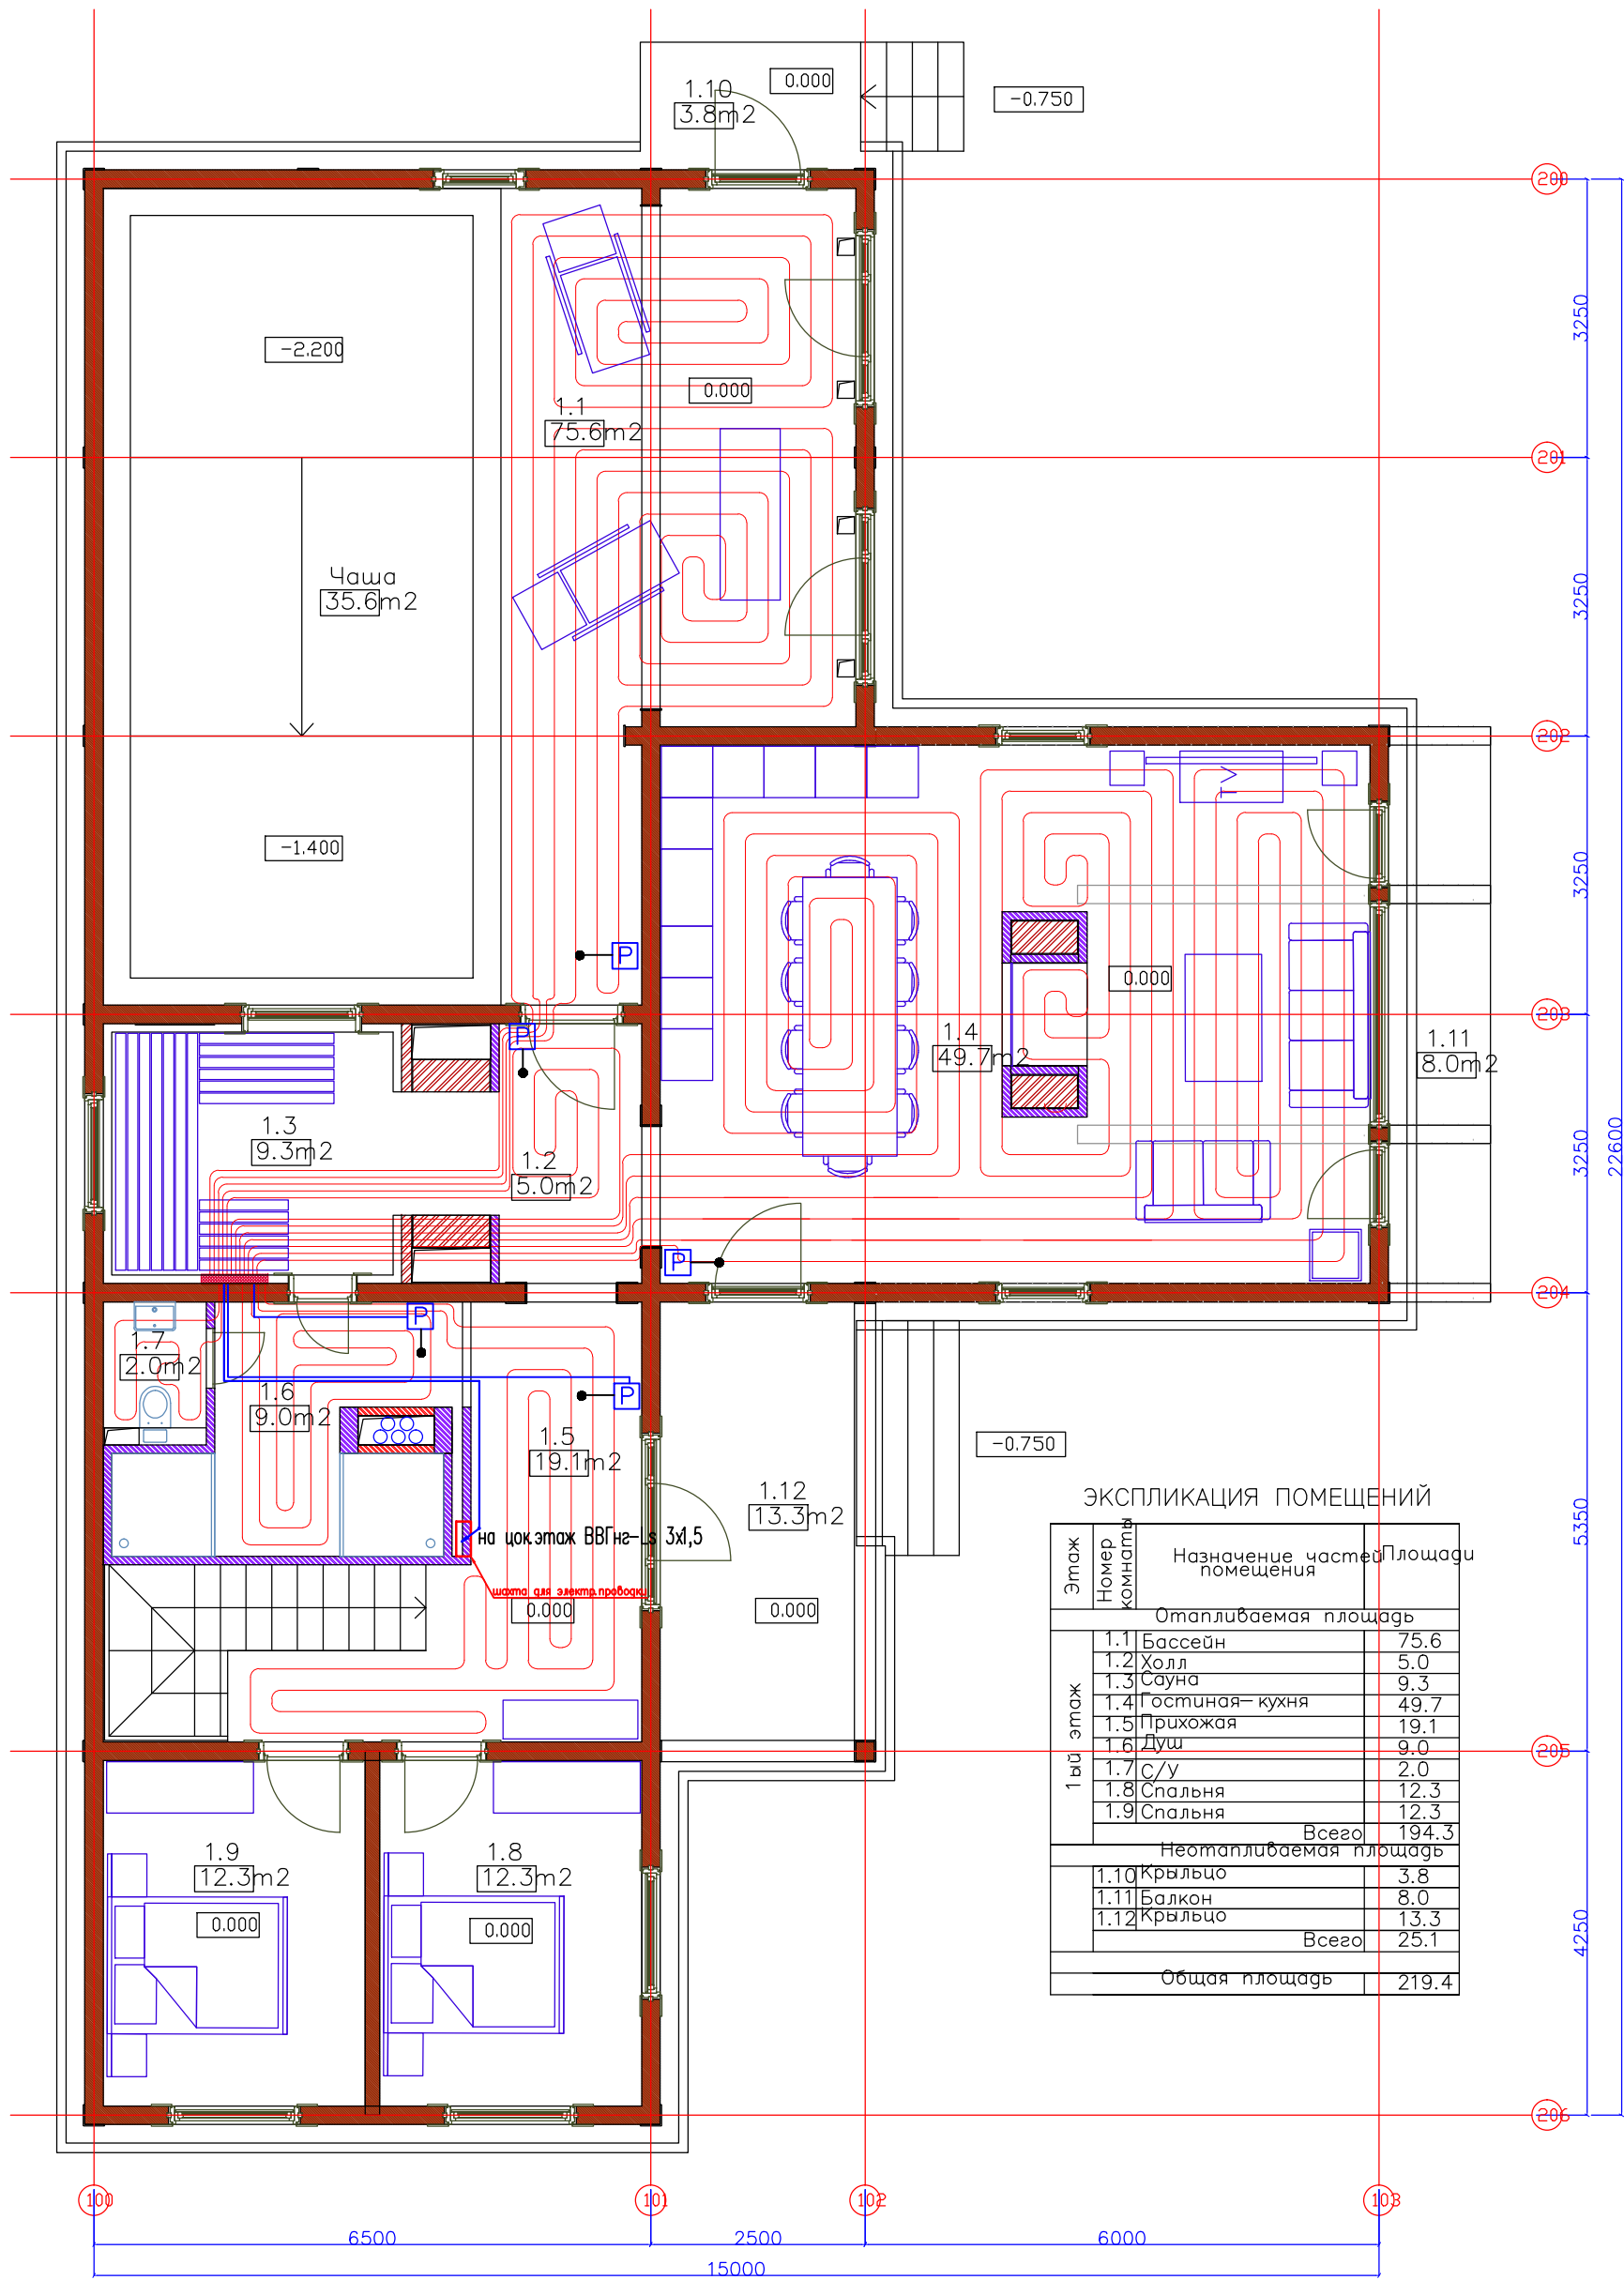 1.10
3.8m2
0.000
-0.750
200
3250
-2.200
0.000
1.1
75.6m2
201
Чаша
35.6m2
3250
202
TV
-1.400
3250
P
0.000
203
P
1.4
49.7m2
1.11
8.0m2
1.3
9.3m2
1.2
5.0m2
3250
22600
P
204
P
1.7
2.0m2
1.6
9.0m2
P
1.5
19.1m2
-0.750
1.12
13.3m2
на цок.этаж ВВГнг-Ls 3х1,5
шахта для электр.проводки
0.000
0.000
5350
ЭКСПЛИКАЦИЯ ПОМЕЩЕНИЙ
Этаж
Номер комнаты
Назначение частей помещения
Площади
Отапливаемая площадь
1ый этаж
1.1 Бассейн 75.6
1.2 Холл 5.0
1.3 Сауна 9.3
1.4 Гостиная-кухня 49.7
1.5 Прихожая 19.1
1.6 Душ 9.0
1.7 С/У 2.0
1.8 Спальня 12.3
1.9 Спальня 12.3
Всего 194.3
Неотапливаемая площадь
1.10 Крыльцо 3.8
1.11 Балкон 8.0
1.12 Крыльцо 13.3
Всего 25.1
Общая площадь 219.4
205
1.9
12.3m2
0.000
1.8
12.3m2
0.000
4250
206
100
101
102
103
6500
2500
6000
15000